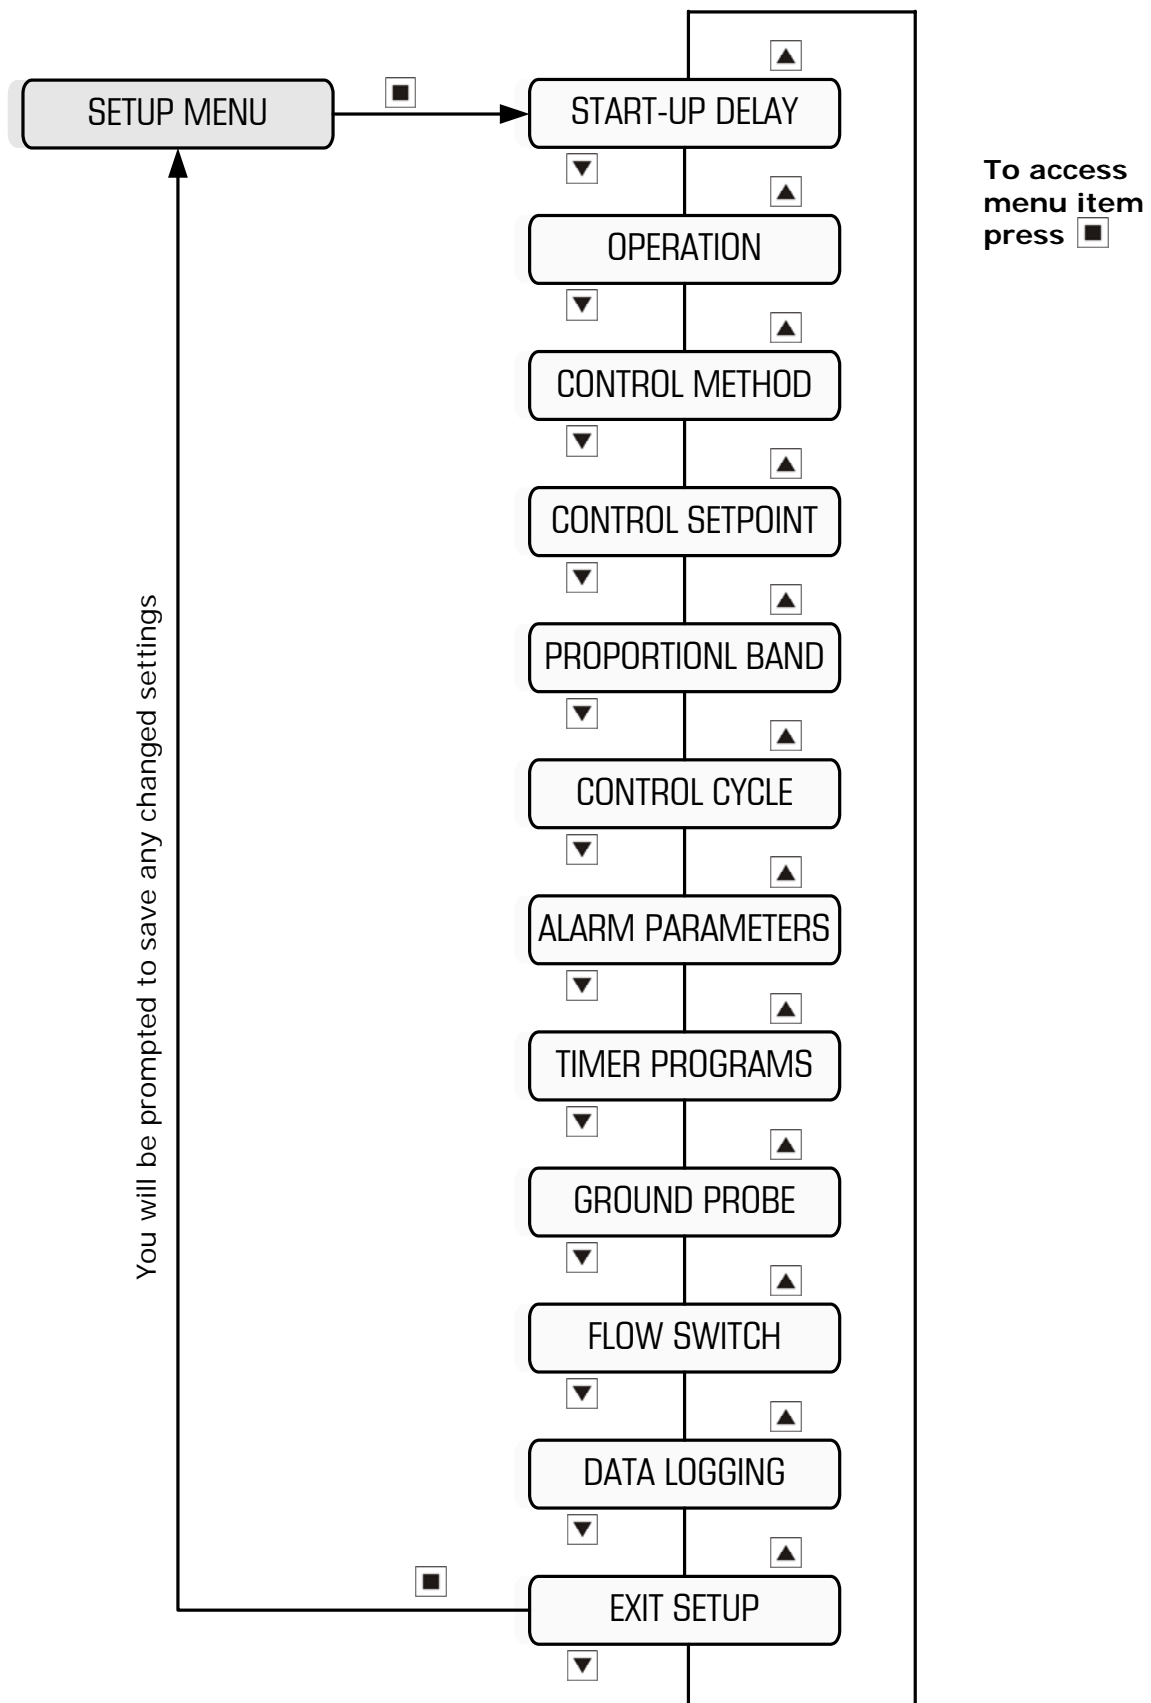 SETUP MENU
START-UP DELAY
To access
menu item
press
OPERATION
CONTROL METHOD
CONTROL SETPOINT
PROPORTIONL BAND
CONTROL CYCLE
ALARM PARAMETERS
TIMER PROGRAMS
GROUND PROBE
FLOW SWITCH
DATA LOGGING
EXIT SETUP
You will be prompted to save any changed settings